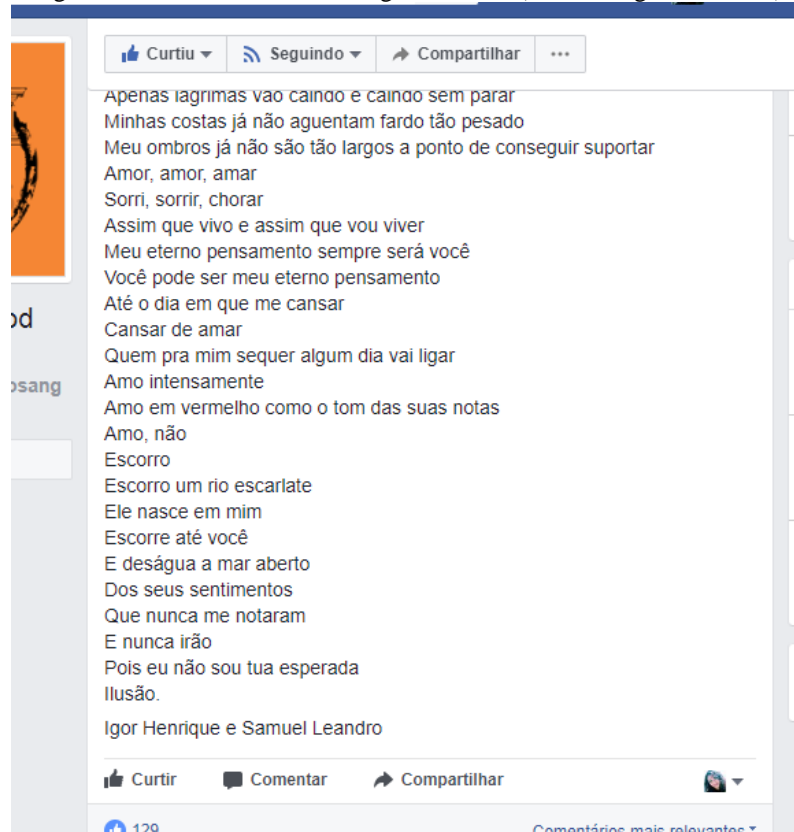 Curtiu
Seguindo
Compartilhar
Apenas lágrimas vão caindo e caindo sem parar
Minhas costas já não aguentam fardo tão pesado
Meu ombros já não são tão largos a ponto de conseguir suportar
Amor, amor, amar
Sorri, sorrir, chorar
Assim que vivo e assim que vou viver
Meu eterno pensamento sempre será você
Você pode ser meu eterno pensamento
Até o dia em que me cansar
Cansar de amar
Quem pra mim sequer algum dia vai ligar
Amo intensamente
Amo em vermelho como o tom das suas notas
Amo, não
Escorro
Escorro um rio escarlate
Ele nasce em mim
Escorre até você
E deságua a mar aberto
Dos seus sentimentos
Que nunca me notaram
E nunca irão
Pois eu não sou tua esperada
Ilusão.
Igor Henrique e Samuel Leandro
od
osang
Curtir
Comentar
Compartilhar
129
Comentários mais relevantes